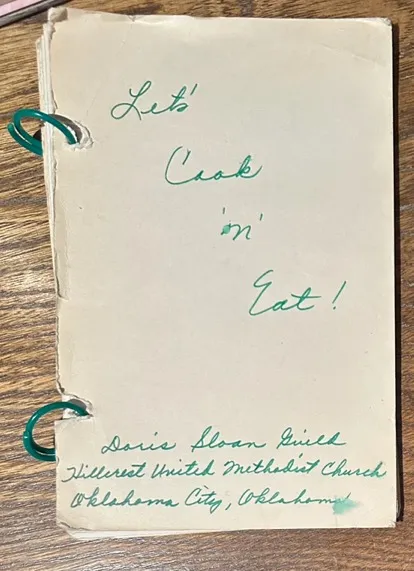 Let's
Cook
'n'
Eat!
Doris Sloan Guild
Hillcrest United Methodist Church
Oklahoma City, Oklahoma